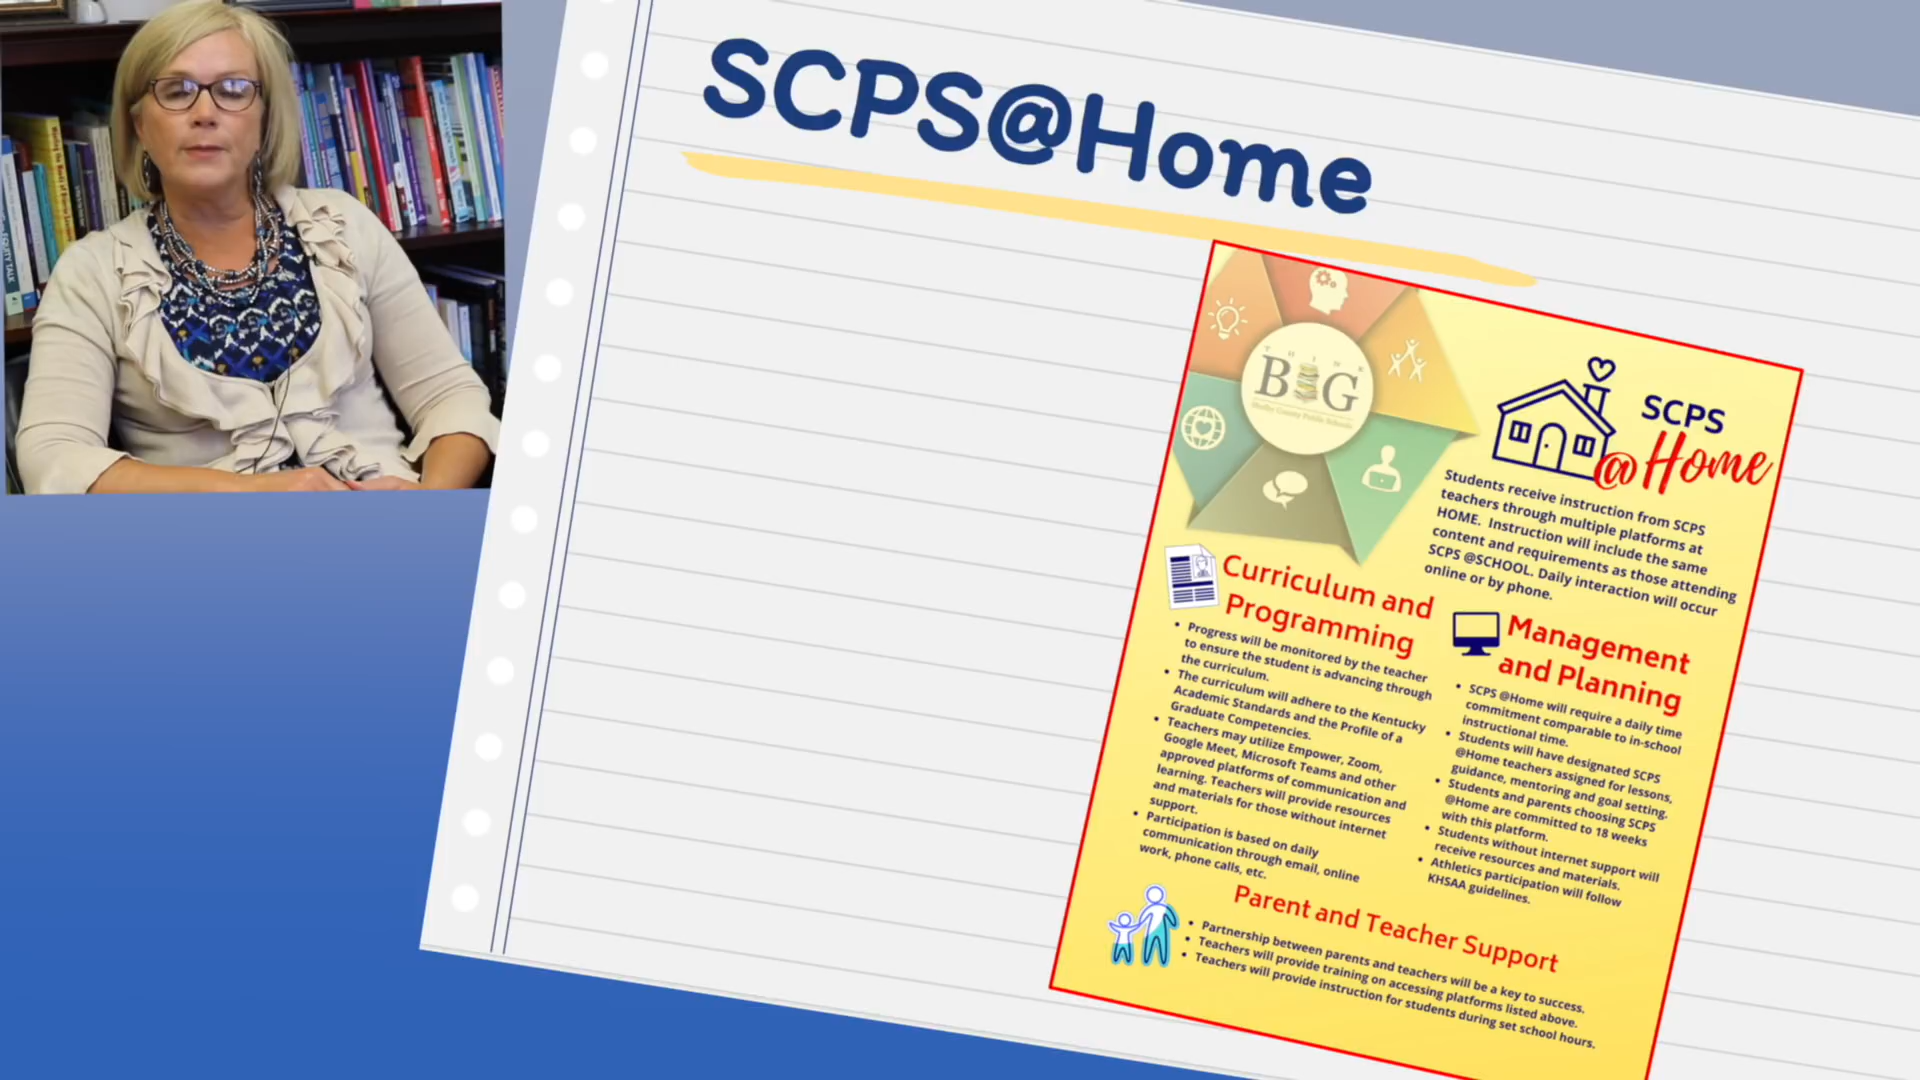 SCPS@Home
THINK
BIG
Shelby County Public Schools
SCPS
@Home
Students receive instruction from SCPS
teachers through multiple platforms at
HOME. Instruction will include the same
content and requirements as those attending
SCPS @SCHOOL. Daily interaction will occur
online or by phone.
Curriculum and
Programming
• Progress will be monitored by the teacher
to ensure the student is advancing through
the curriculum.
• The curriculum will adhere to the Kentucky
Academic Standards and the Profile of a
Graduate Competencies.
• Teachers may utilize Empower, Zoom,
Google Meet, Microsoft Teams and other
approved platforms of communication and
learning. Teachers will provide resources
and materials for those without internet
support.
• Participation is based on daily
communication through email, online
work, phone calls, etc.
Management
and Planning
• SCPS @Home will require a daily time
commitment comparable to in-school
instructional time.
• Students will have designated SCPS
@Home teachers assigned for lessons,
guidance, mentoring and goal setting.
• Students and parents choosing SCPS
@Home are committed to 18 weeks
with this platform.
• Students without internet support will
receive resources and materials.
• Athletics participation will follow
KHSAA guidelines.
Parent and Teacher Support
• Partnership between parents and teachers will be a key to success.
• Teachers will provide training on accessing platforms listed above.
• Teachers will provide instruction for students during set school hours.
EQUITY TALK